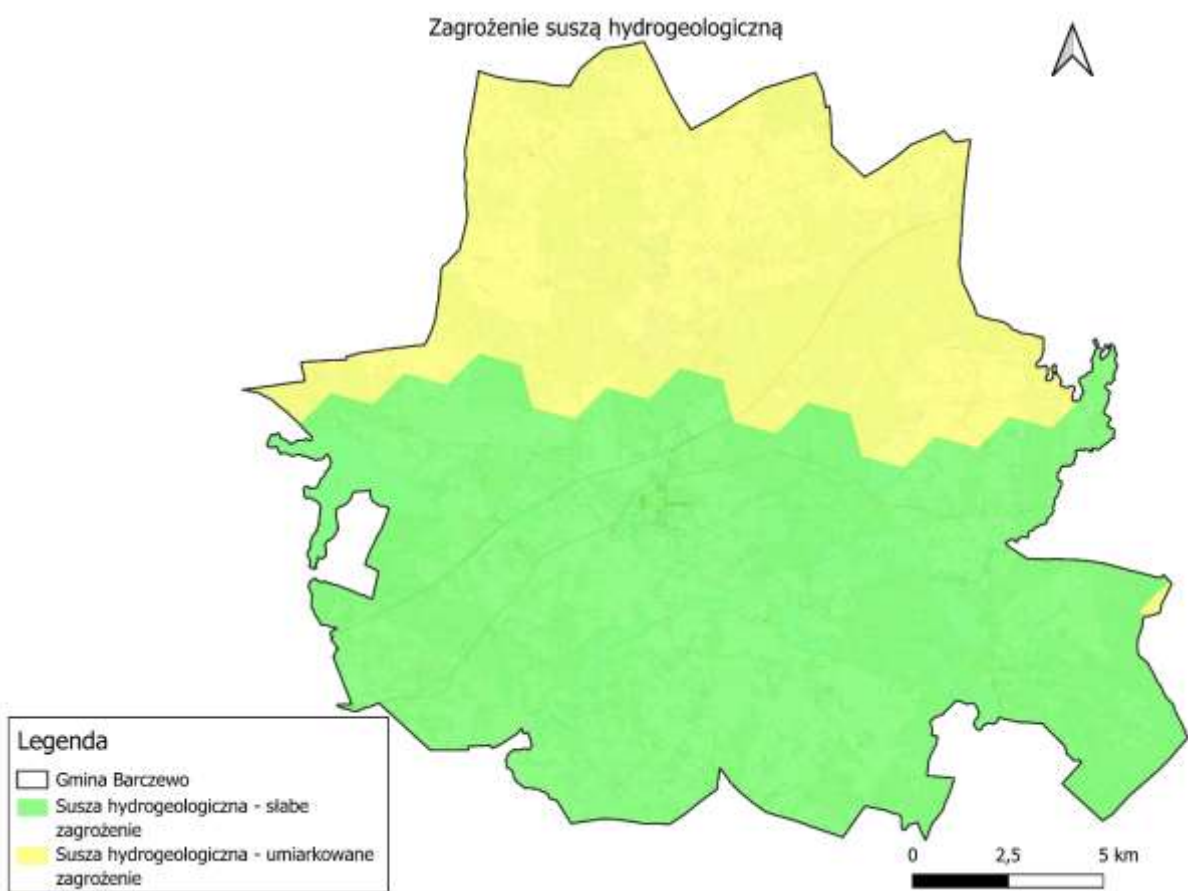 Zagrożenie suszą hydrogeologiczną
Legenda
Gmina Barczewo
Susza hydrogeologiczna - słabe
zagrożenie
Susza hydrogeologiczna - umiarkowane
zagrożenie
0 2,5 5 km